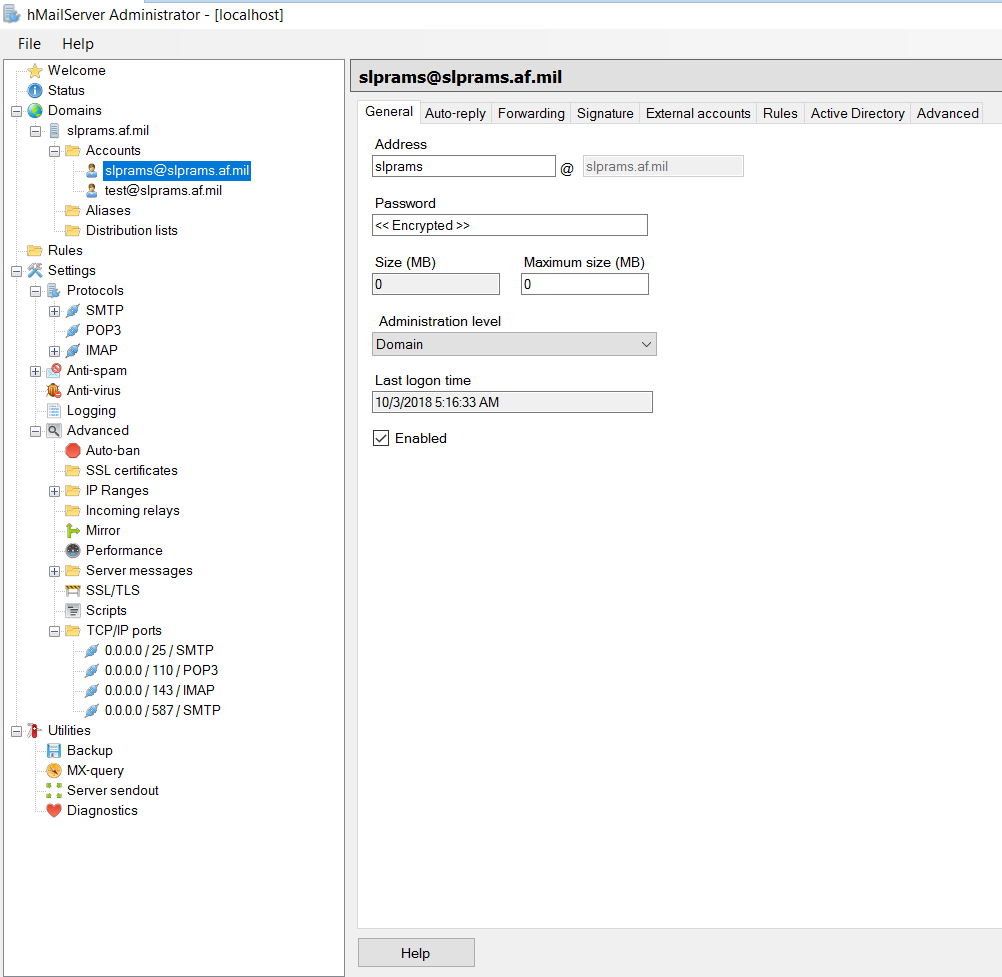 hMailServer Administrator - [localhost]
File Help
Welcome
Status
Domains
slprams.af.mil
Accounts
slprams@slprams.af.mil
test@slprams.af.mil
Aliases
Distribution lists
Rules
Settings
Protocols
SMTP
POP3
IMAP
Anti-spam
Anti-virus
Logging
Advanced
Auto-ban
SSL certificates
IP Ranges
Incoming relays
Mirror
Performance
Server messages
SSL/TLS
Scripts
TCP/IP ports
0.0.0.0 / 25 / SMTP
0.0.0.0 / 110 / POP3
0.0.0.0 / 143 / IMAP
0.0.0.0 / 587 / SMTP
Utilities
Backup
MX-query
Server sendout
Diagnostics
slprams@slprams.af.mil
General Auto-reply Forwarding Signature External accounts Rules Active Directory Advanced
Address
slprams @ slprams.af.mil
Password
<< Encrypted >>
Size (MB) Maximum size (MB)
0 0
Administration level
Domain
Last logon time
10/3/2018 5:16:33 AM
Enabled
Help